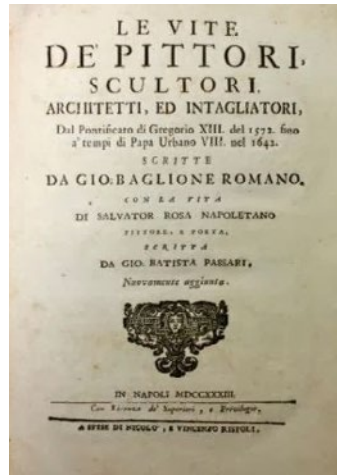 LE VITE
DE' PITTORI,
SCULTORI,
ARCHITETTI, ED INTAGLIATORI,
Dal Pontificato di Gregorio XIII. del 1572. fino
a' tempi di Papa Urbano VIII. nel 1642.
SCRITTE
DA GIO: BAGLIONE ROMANO.
CON LA VITA
DI SALVATOR ROSA NAPOLETANO
PITTORE, E POETA,
SCRITTA
DA GIO: BATISTA PASSARI,
Nuovamente aggiunta.
IN NAPOLI MDCCXXXIII.
Con Licenza de' Superiori, e Privilegio,
A SPESE DI NICOLO', E VINCENZO RISPOLI.